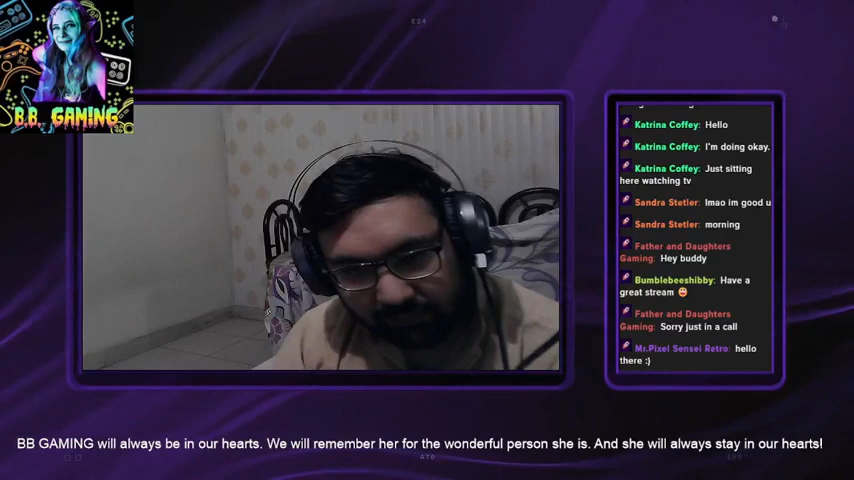 E24
B.B. GAMING
Katrina Coffey: Hello
Katrina Coffey: I'm doing okay.
Katrina Coffey: Just sitting
here watching tv
Sandra Stetler: lmao im good u
Sandra Stetler: morning
Father and Daughters
Gaming: Hey buddy
Bumblebeeshibby: Have a
great stream 😀
Father and Daughters
Gaming: Sorry just in a call
Mr.Pixel Sensei Retro: hello
there :)
BB GAMING will always be in our hearts. We will remember her for the wonderful person she is. And she will always stay in our hearts!